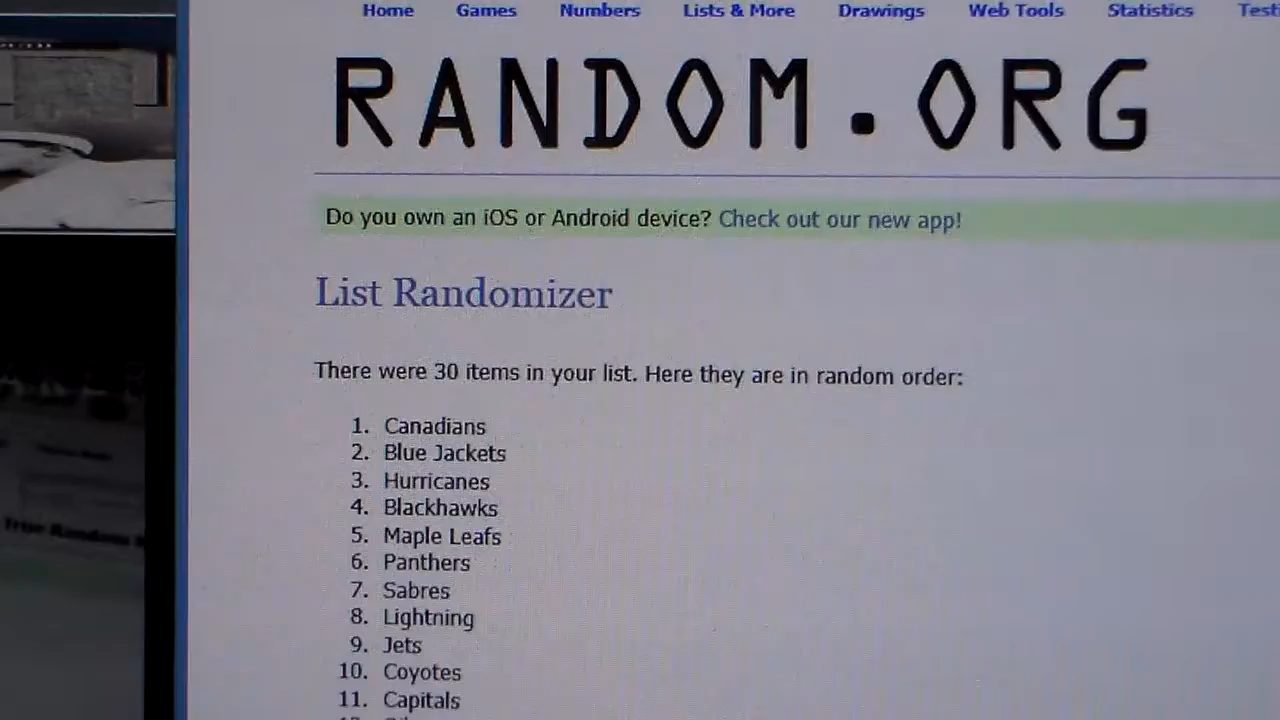 Home Games Numbers Lists & More Drawings Web Tools Statistics
RANDOM.ORG
Do you own an iOS or Android device? Check out our new app!
List Randomizer
There were 30 items in your list. Here they are in random order:
1. Canadians
2. Blue Jackets
3. Hurricanes
4. Blackhawks
5. Maple Leafs
6. Panthers
7. Sabres
8. Lightning
9. Jets
10. Coyotes
11. Capitals